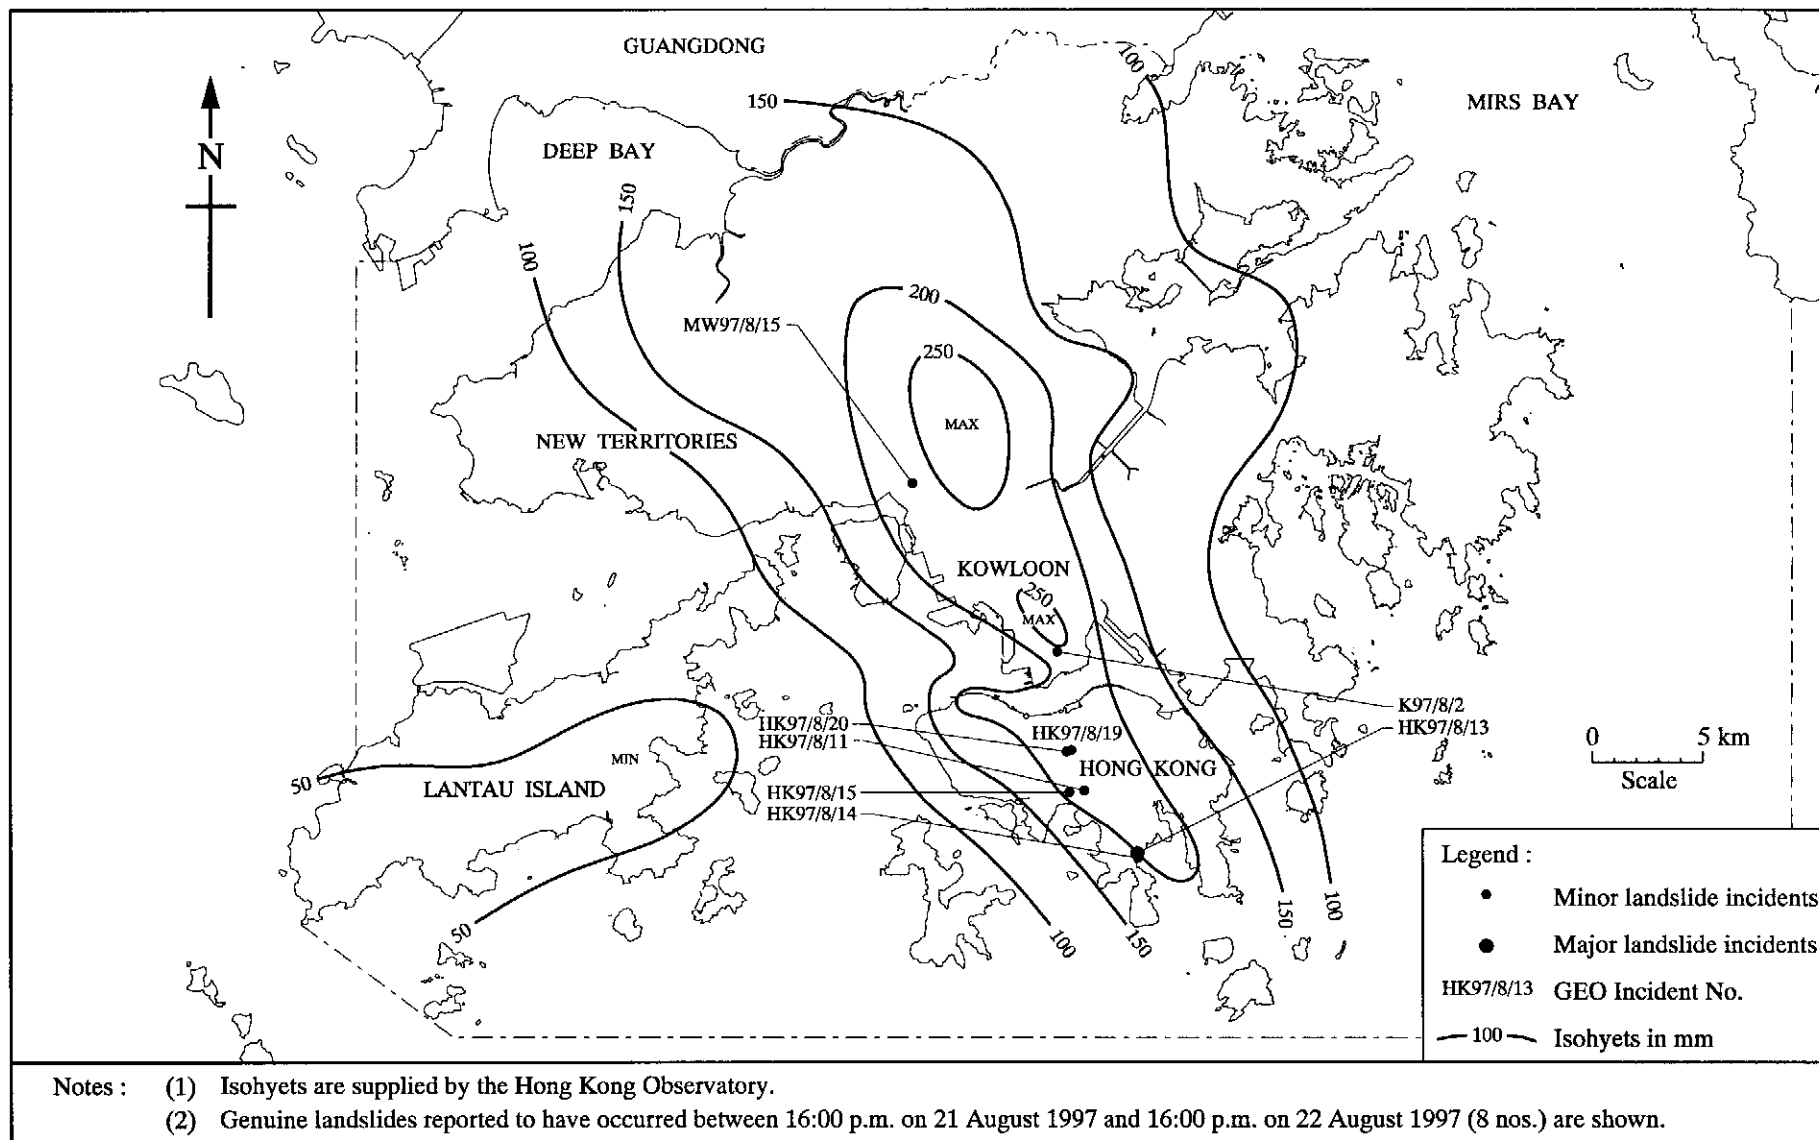 GUANGDONG
100
150
MIRS BAY
N
DEEP BAY
150
100
200
MW97/8/15
250
MAX
NEW TERRITORIES
KOWLOON
250
MAX
K97/8/2
HK97/8/20
HK97/8/19
HK97/8/13
HK97/8/11
0 5 km
Scale
MIN
HONG KONG
50
LANTAU ISLAND
HK97/8/15
HK97/8/14
50
100
150
150
100
Legend :
Minor landslide incidents
Major landslide incidents
HK97/8/13 GEO Incident No.
100 Isohyets in mm
Notes : (1) Isohyets are supplied by the Hong Kong Observatory.
(2) Genuine landslides reported to have occurred between 16:00 p.m. on 21 August 1997 and 16:00 p.m. on 22 August 1997 (8 nos.) are shown.